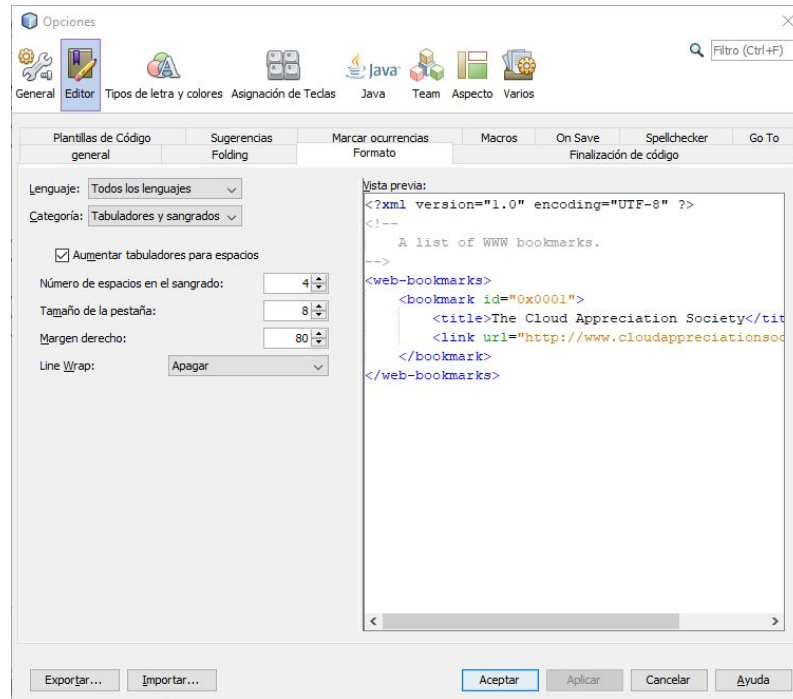 Opciones
Filtro (Ctrl+F)
General Editor Tipos de letra y colores Asignación de Teclas Java Team Aspecto Varios
Plantillas de Código Sugerencias Marcar ocurrencias Macros On Save Spellchecker Go To
general Folding Formato Finalización de código
Lenguaje: Todos los lenguajes
Categoría: Tabuladores y sangrados
Aumentar tabuladores para espacios
Número de espacios en el sangrado: 4
Tamaño de la pestaña: 8
Margen derecho: 80
Line Wrap: Apagar
Vista previa:
<?xml version="1.0" encoding="UTF-8" ?>
<!--
A list of WWW bookmarks.
-->
<web-bookmarks>
<bookmark id="0x0001">
<title>The Cloud Appreciation Society</tit
<link url="http://www.cloudappreciationsoc
</bookmark>
</web-bookmarks>
Exportar... Importar... Aceptar Aplicar Cancelar Ayuda